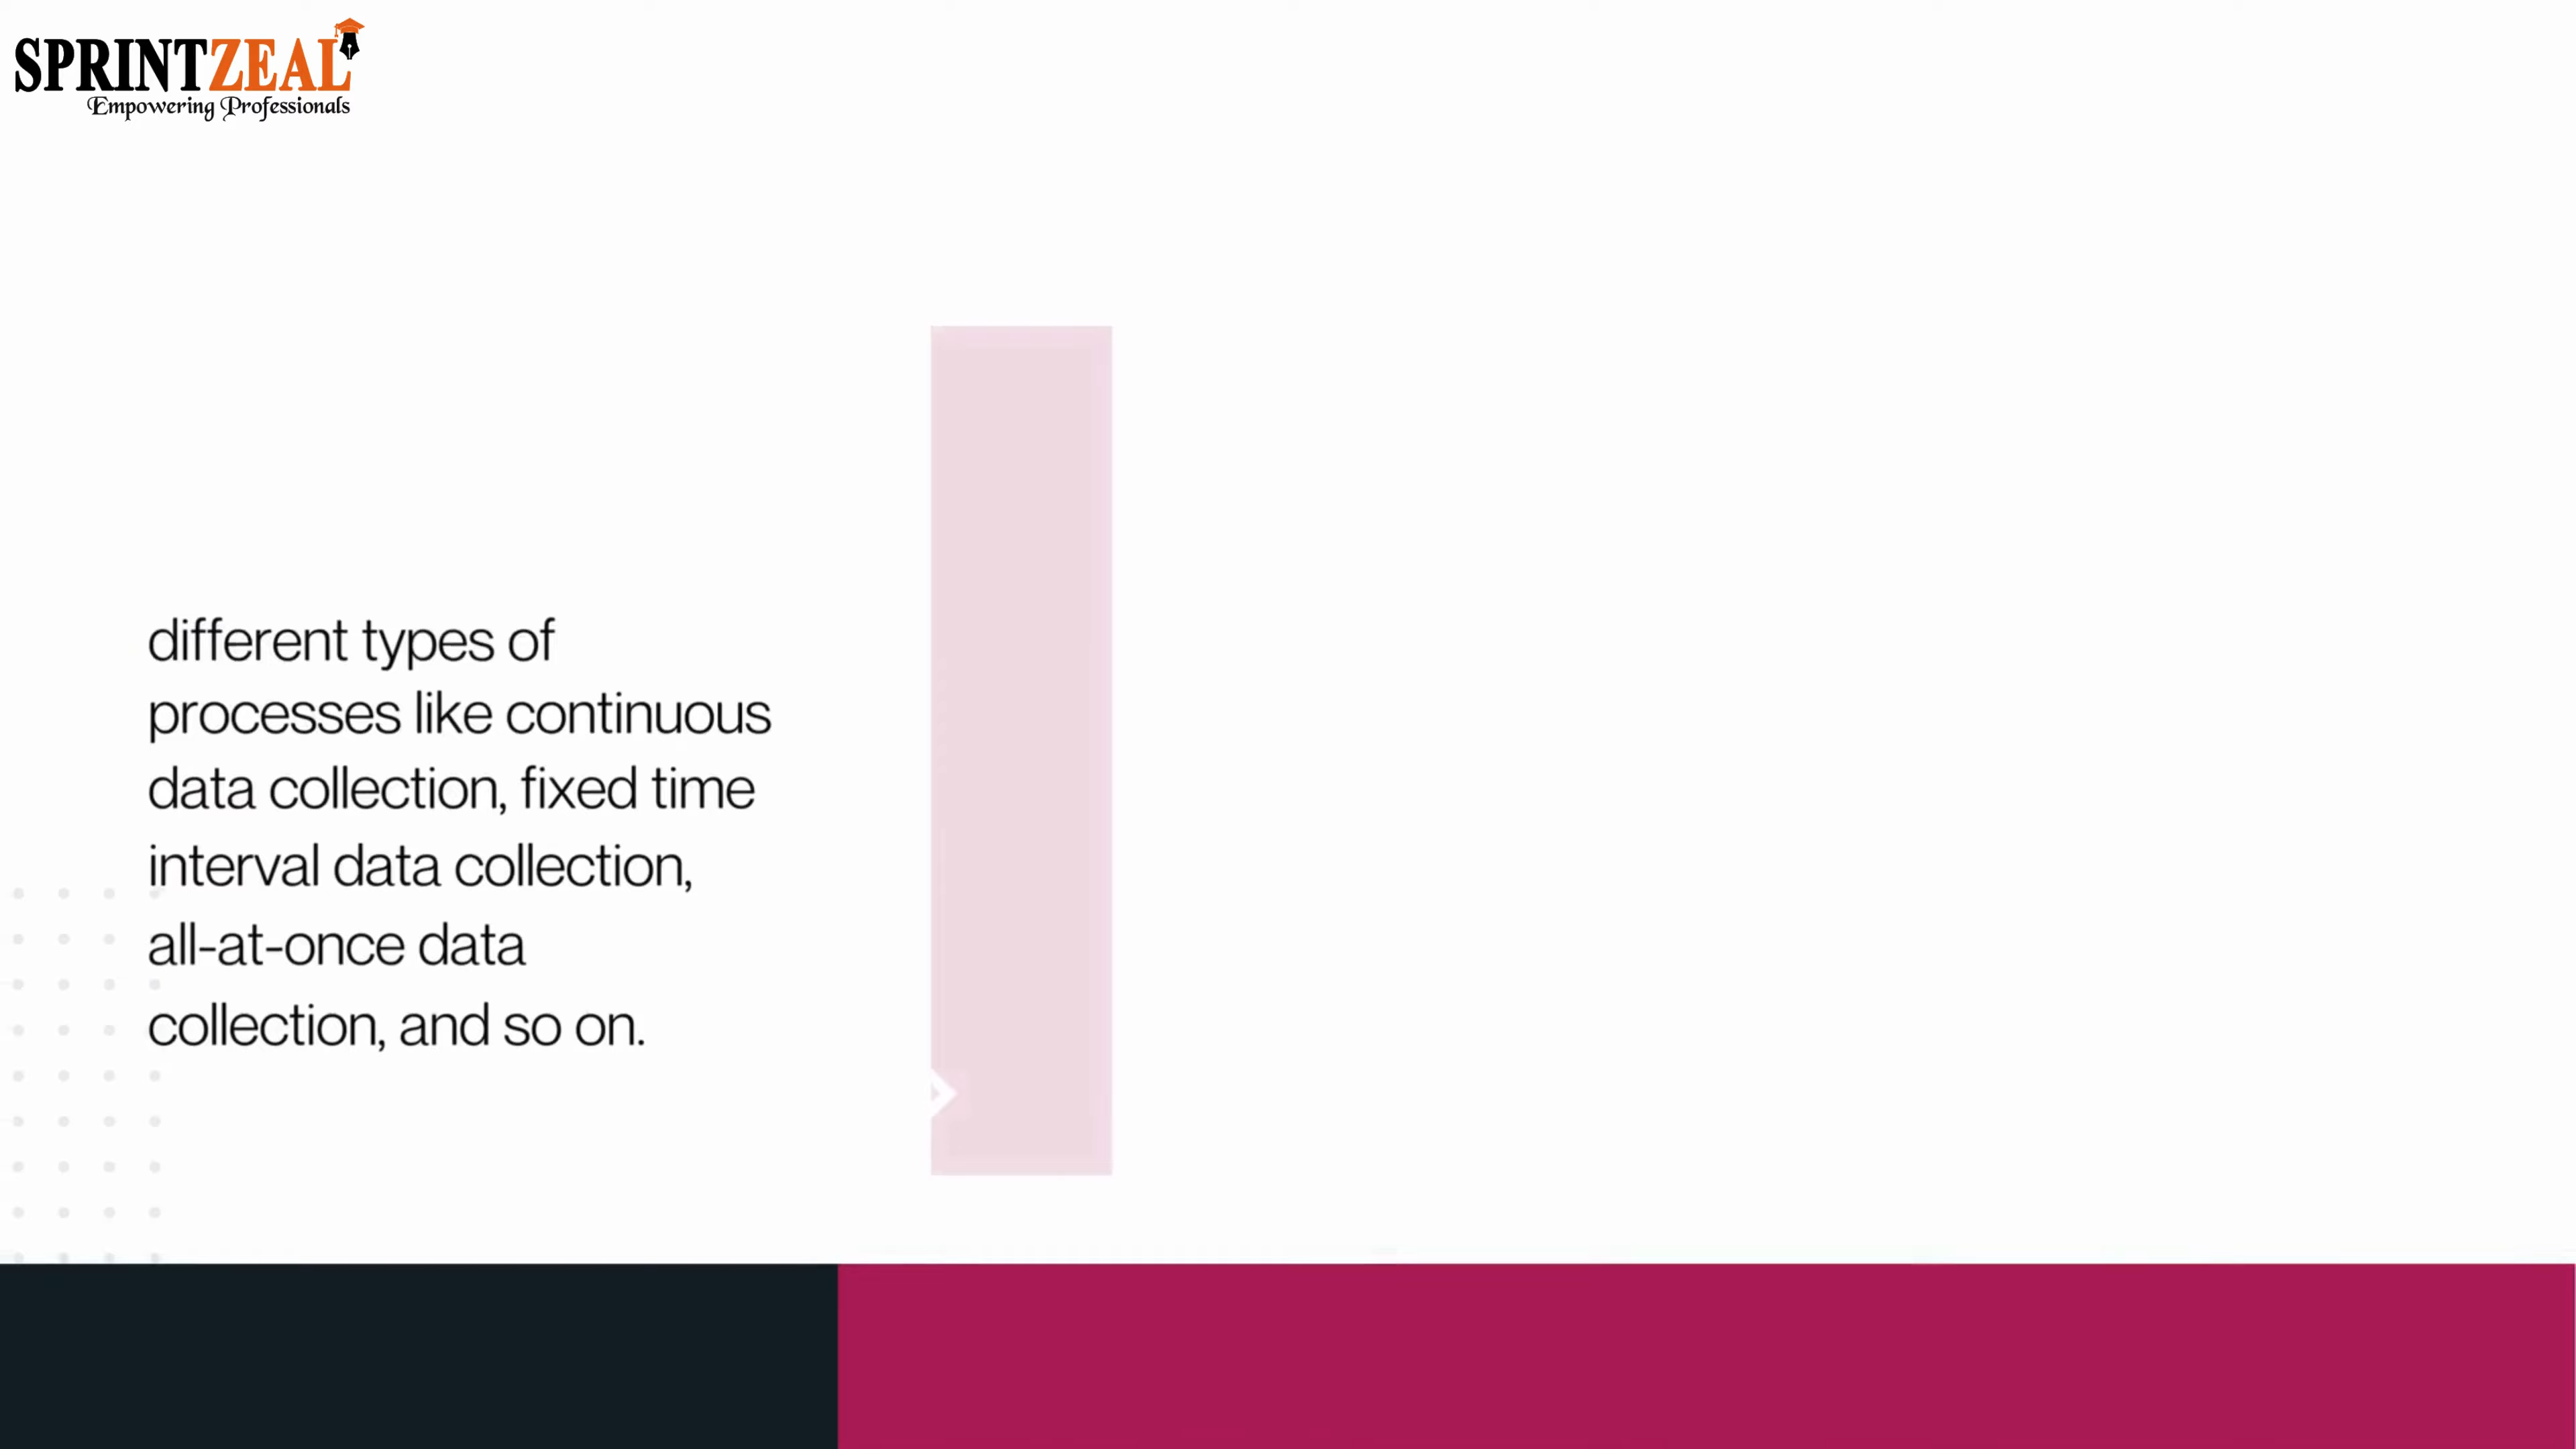 SPRINTZEAL
Empowering Professionals
different types of
processes like continuous
data collection, fixed time
interval data collection,
all-at-once data
collection, and so on.